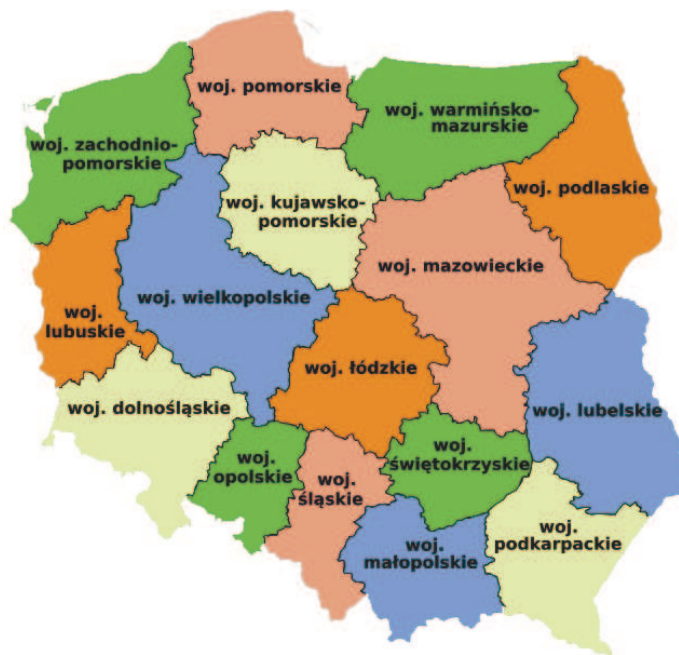 woj. pomorskie
woj. warmińsko-
mazurskie
woj. zachodnio-
pomorskie
woj. podlaskie
woj. kujawsko-
pomorskie
woj. mazowieckie
woj. wielkopolskie
woj.
lubuskie
woj. łódzkie
woj. dolnośląskie
woj. lubelskie
woj.
opolskie
woj.
śląskie
woj.
świętokrzyskie
woj.
małopolskie
woj.
podkarpackie